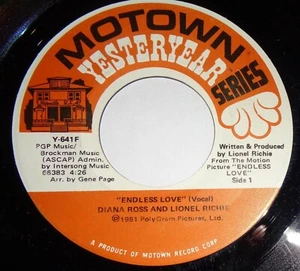 MOTOWN
YESTERYEAR
SERIES
Y-641F
PGP Music/
Brockman Music
(ASCAP) Admin.
by Intersong Music
66383 4:26
Arr. by Gene Page
Written & Produced
by Lionel Richie
From The Motion
Picture "ENDLESS
LOVE"
Side 1
"ENDLESS LOVE" (Vocal)
DIANA ROSS AND LIONEL RICHIE
℗1981 PolyGram Pictures, Ltd.
A PRODUCT OF MOTOWN RECORD CORP